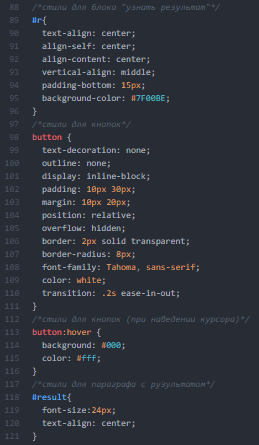 88 /*стили для блока "узнать результат"*/
89 #r{
90 text-align: center;
91 align-self: center;
92 align-content: center;
93 vertical-align: middle;
94 padding-bottom: 15px;
95 background-color: #7F00BE;
96 }
97 /*стили для кнопок*/
98 button {
99 text-decoration: none;
100 outline: none;
101 display: inline-block;
102 padding: 10px 30px;
103 margin: 10px 20px;
104 position: relative;
105 overflow: hidden;
106 border: 2px solid transparent;
107 border-radius: 8px;
108 font-family: Tahoma, sans-serif;
109 color: white;
110 transition: .2s ease-in-out;
111 }
112 /*стили для кнопок (при наведении курсора)*/
113 button:hover {
114 background: #000;
115 color: #fff;
116 }
117 /*стили для параграфа с рузультатом*/
118 #result{
119 font-size:24px;
120 text-align: center;
121 }